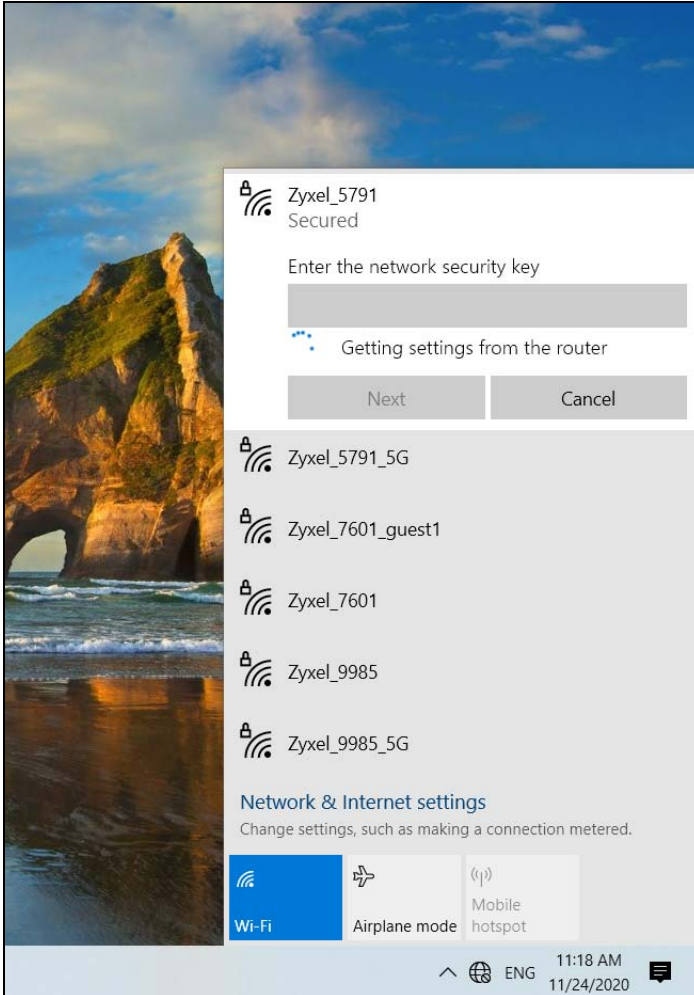 Zyxel_5791
Secured
Enter the network security key
Getting settings from the router
Next
Cancel
Zyxel_5791_5G
Zyxel_7601_guest1
Zyxel_7601
Zyxel_9985
Zyxel_9985_5G
Network & Internet settings
Change settings, such as making a connection metered.
Wi-Fi
Airplane mode
Mobile
hotspot
ENG
11:18 AM
11/24/2020